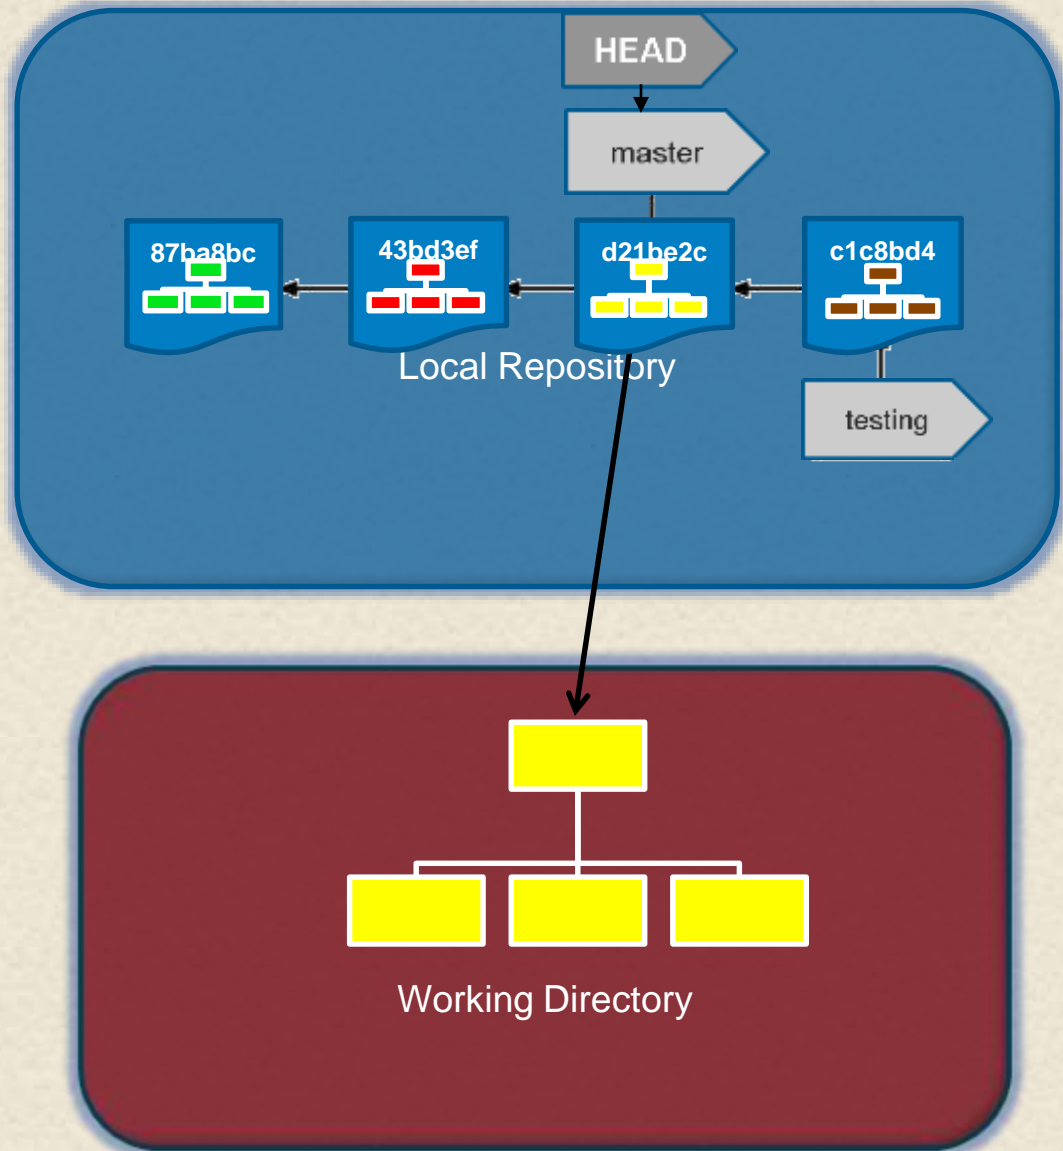 HEAD
master
87ba8bc
43bd3ef
d21be2c
c1c8bd4
Local Repository
testing
Working Directory